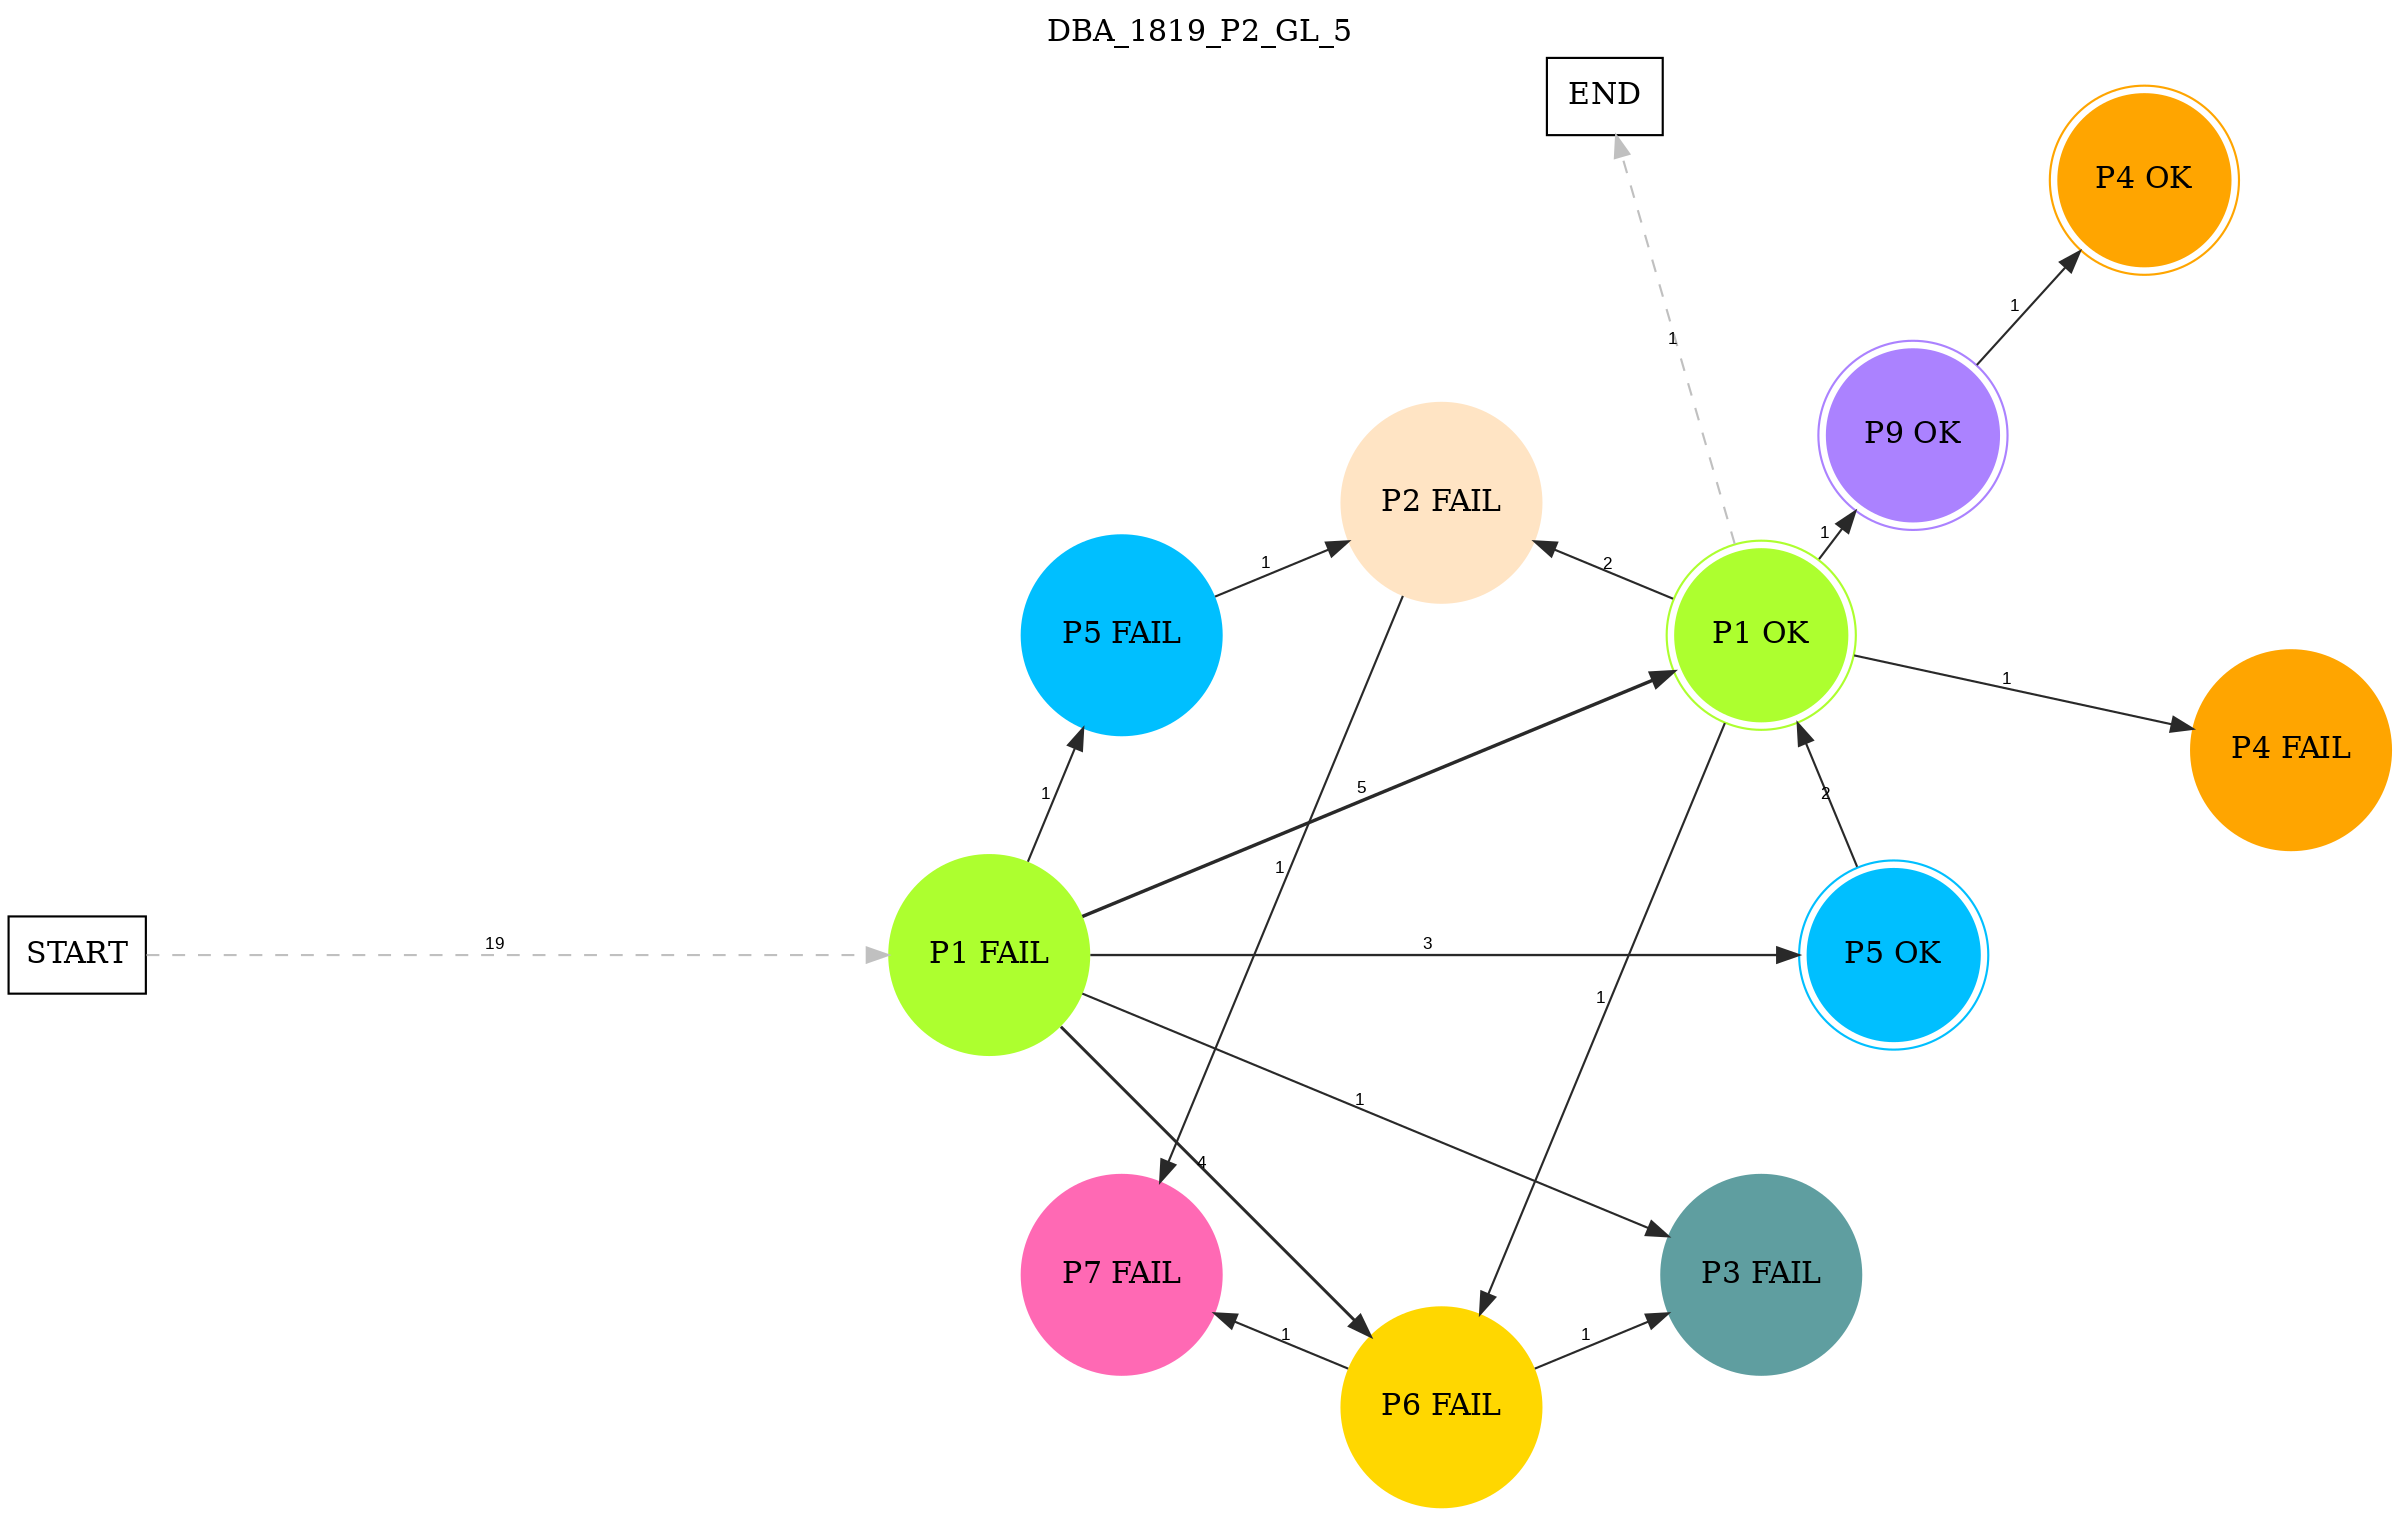 DBA_1819_P2_GL_5
END
P4 OK
1
1
P9 OK
P2 FAIL
1
1
2
P5 FAIL
P1 OK
1
P4 FAIL
1
5
2
1
START
19
P1 FAIL
3
P5 OK
1
1
4
P7 FAIL
P3 FAIL
1
1
P6 FAIL